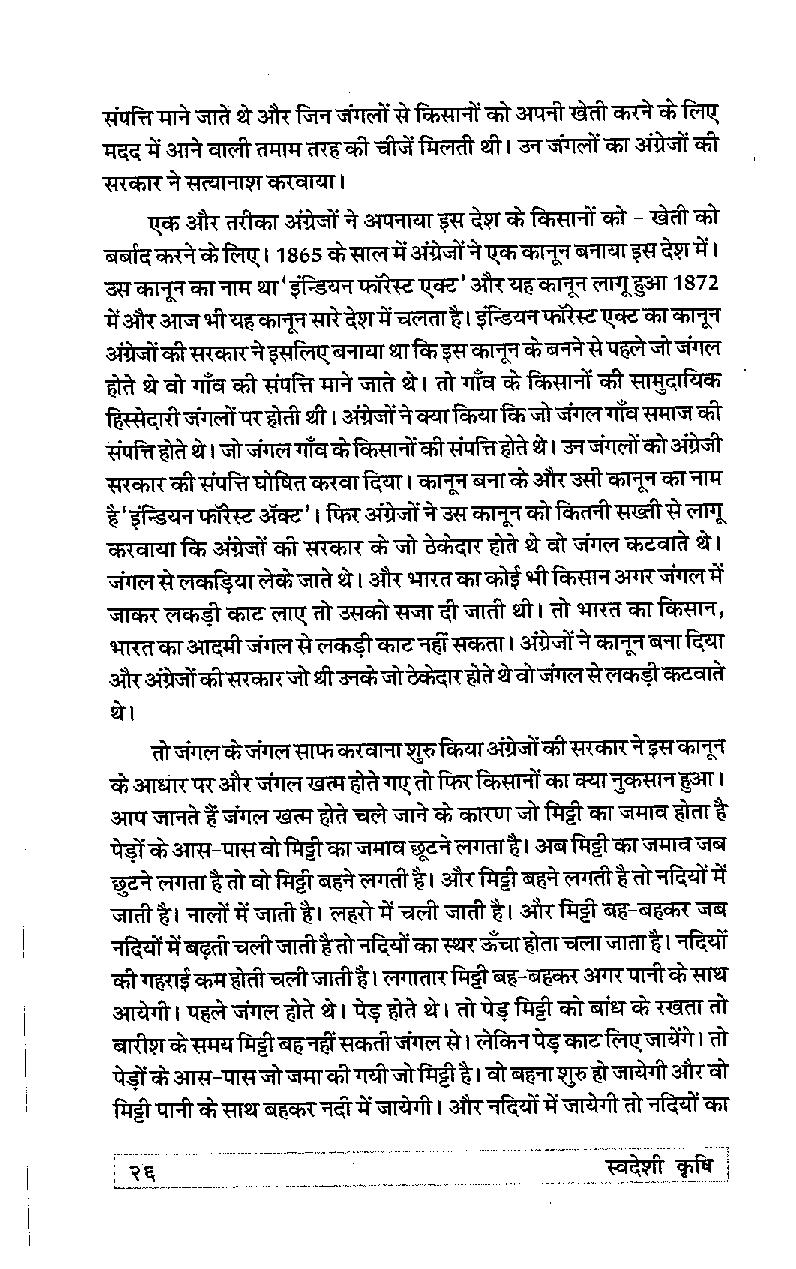 संपत्ति माने जाते थे और जिन जंगलों से किसानों को अपनी खेती करने के लिए
मदद में आने वाली तमाम तरह की चीजें मिलती थी। उन जंगलों का अंग्रेजों की
सरकार ने सत्यानाश करवाया।
एक और तरीका अंग्रेजों ने अपनाया इस देश के किसानों को - खेती को
बर्बाद करने के लिए। 1865 के साल में अंग्रेजों ने एक कानून बनाया इस देश में।
उस कानून का नाम था 'इंन्डियन फॉरेस्ट एक्ट' और यह कानून लागू हुआ 1872
में और आज भी यह कानून सारे देश में चलता है। इंन्डियन फॉरेस्ट एक्ट का कानून
अंग्रेजों की सरकार ने इसलिए बनाया था कि इस कानून के बनने से पहले जो जंगल
होते थे वो गाँव की संपत्ति माने जाते थे। तो गाँव के किसानों की सामुदायिक
हिस्सेदारी जंगलों पर होती थी। अंग्रेजों ने क्या किया कि जो जंगल गाँव समाज की
संपत्ति होते थे। जो जंगल गाँव के किसानों की संपत्ति होते थे। उन जंगलों को अंग्रेजी
सरकार की संपत्ति घोषित करवा दिया। कानून बना के और उसी कानून का नाम
है 'इंन्डियन फॉरेस्ट ॲक्ट'। फिर अंग्रेजों ने उस कानून को कितनी सख्ती से लागू
करवाया कि अंग्रेजों की सरकार के जो ठेकेदार होते थे वो जंगल कटवाते थे।
जंगल से लकड़िया लेके जाते थे। और भारत का कोई भी किसान अगर जंगल में
जाकर लकड़ी काट लाए तो उसको सजा दी जाती थी। तो भारत का किसान,
भारत का आदमी जंगल से लकड़ी काट नहीं सकता। अंग्रेजों ने कानून बना दिया
और अंग्रेजों की सरकार जो थी उनके जो ठेकेदार होते थे वो जंगल से लकड़ी कटवाते
थे।
तो जंगल के जंगल साफ करवाना शुरु किया अंग्रेजों की सरकार ने इस कानून
के आधार पर और जंगल खत्म होते गए तो फिर किसानों का क्या नुकसान हुआ।
आप जानते हैं जंगल खत्म होते चले जाने के कारण जो मिट्टी का जमाव होता है
पेड़ों के आस-पास वो मिट्टी का जमाव छूटने लगता है। अब मिट्टी का जमाव जब
छुटने लगता है तो वो मिट्टी बहने लगती है। और मिट्टी बहने लगती है तो नदियों में
जाती है। नालों में जाती है। लहरो में चली जाती है। और मिट्टी बह-बहकर जब
नदियों में बढ़ती चली जाती है तो नदियों का स्थर ऊँचा होता चला जाता है। नदियों
की गहराई कम होती चली जाती है। लगातार मिट्टी बह-बहकर अगर पानी के साथ
आयेगी। पहले जंगल होते थे। पेड़ होते थे। तो पेड़ मिट्टी को बांध के रखता तो
बारीश के समय मिट्टी बह नहीं सकती जंगल से। लेकिन पेड़ काट लिए जायेंगे। तो
पेड़ों के आस-पास जो जमा की गयी जो मिट्टी है। वो बहना शुरु हो जायेगी और वो
मिट्टी पानी के साथ बहकर नदी में जायेगी। और नदियों में जायेगी तो नदियों का
२६ स्वदेशी कृषि